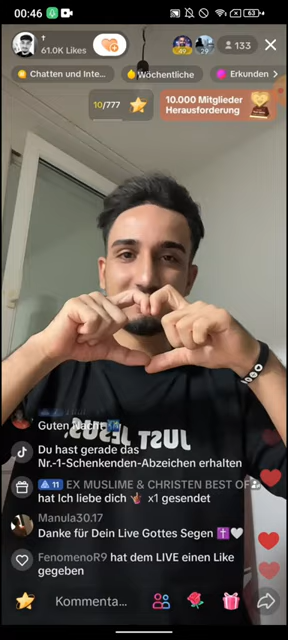 00:46
63
†
61.0K Likes
49
29
133
Chatten und Inte...
Wöchentliche
Erkunden
10/777
10.000 Mitglieder
Herausforderung
JUST JESUS.
Guten Nacht
Du hast gerade das
Nr.-1-Schenkenden-Abzeichen erhalten
11 EX MUSLIME & CHRISTEN BEST OF
hat Ich liebe dich x1 gesendet
Manula30.17
Danke für Dein Live Gottes Segen
FenomenoR9 hat dem LIVE einen Like
gegeben
Kommenta...